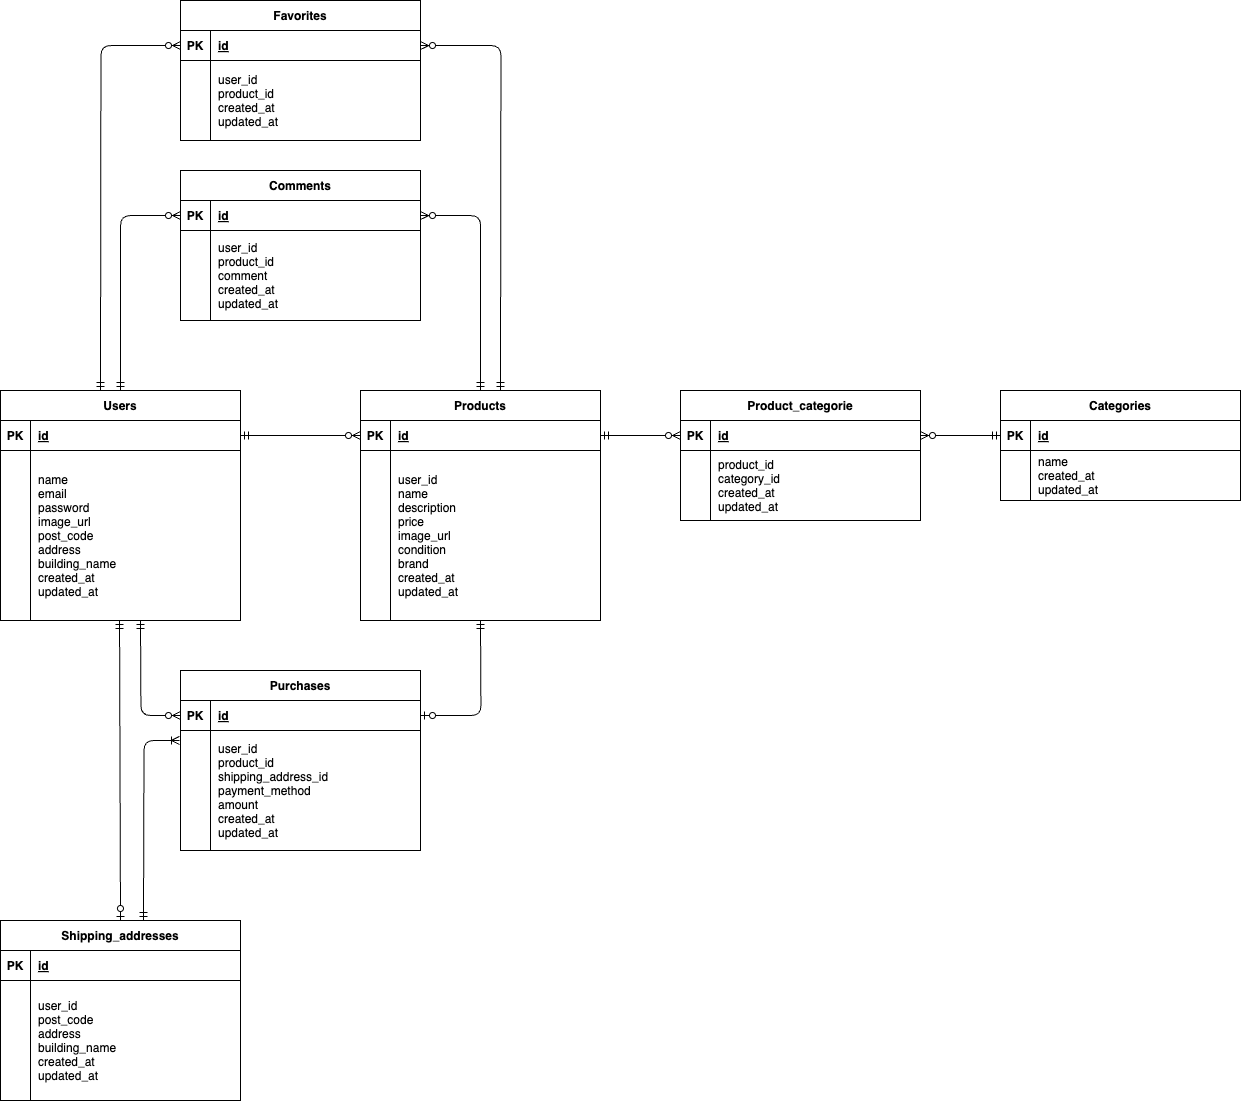 Favorites
PK id
user_id
product_id
created_at
updated_at
Comments
PK id
user_id
product_id
comment
created_at
updated_at
Users
PK id
name
email
password
image_url
post_code
address
building_name
created_at
updated_at
Products
PK id
user_id
name
description
price
image_url
condition
brand
created_at
updated_at
Product_categorie
PK id
product_id
category_id
created_at
updated_at
Categories
PK id
name
created_at
updated_at
Purchases
PK id
user_id
product_id
shipping_address_id
payment_method
amount
created_at
updated_at
Shipping_addresses
PK id
user_id
post_code
address
building_name
created_at
updated_at